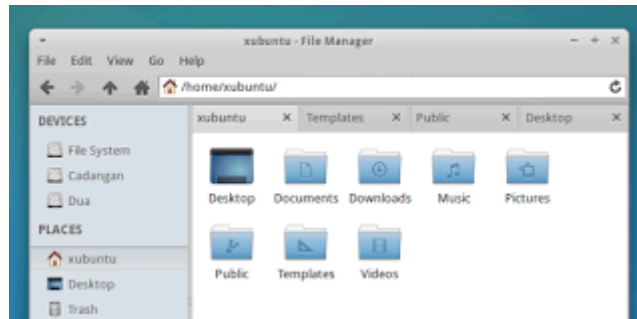 xubuntu - File Manager
File Edit View Go Help
/home/xubuntu/
DEVICES
File System
Cadangan
Dua
PLACES
xubuntu
Desktop
Trash
xubuntu Templates Public Desktop
Desktop Documents Downloads Music Pictures
Public Templates Videos